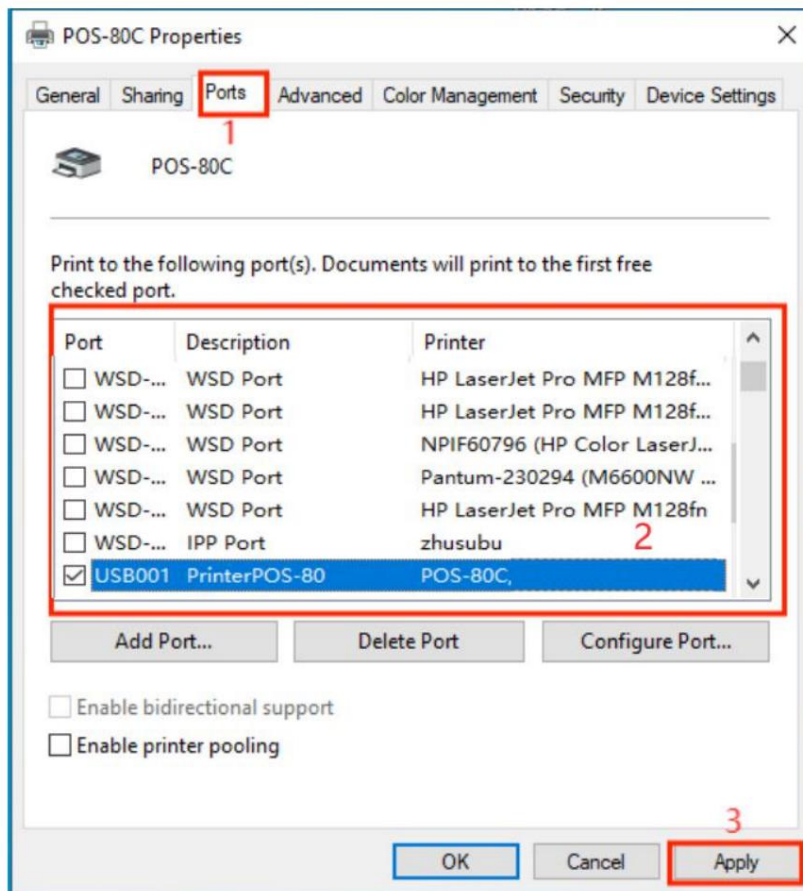 POS-80C Properties
General Sharing Ports Advanced Color Management Security Device Settings
1
POS-80C
Print to the following port(s). Documents will print to the first free
checked port.
Port Description Printer
WSD-... WSD Port HP LaserJet Pro MFP M128f...
WSD-... WSD Port HP LaserJet Pro MFP M128f...
WSD-... WSD Port NPIF60796 (HP Color LaserJ...
WSD-... WSD Port Pantum-230294 (M6600NW ...
WSD-... WSD Port HP LaserJet Pro MFP M128fn
WSD-... IPP Port zhusubu
2
USB001 PrinterPOS-80 POS-80C,
Add Port... Delete Port Configure Port...
Enable bidirectional support
Enable printer pooling
3
OK Cancel Apply